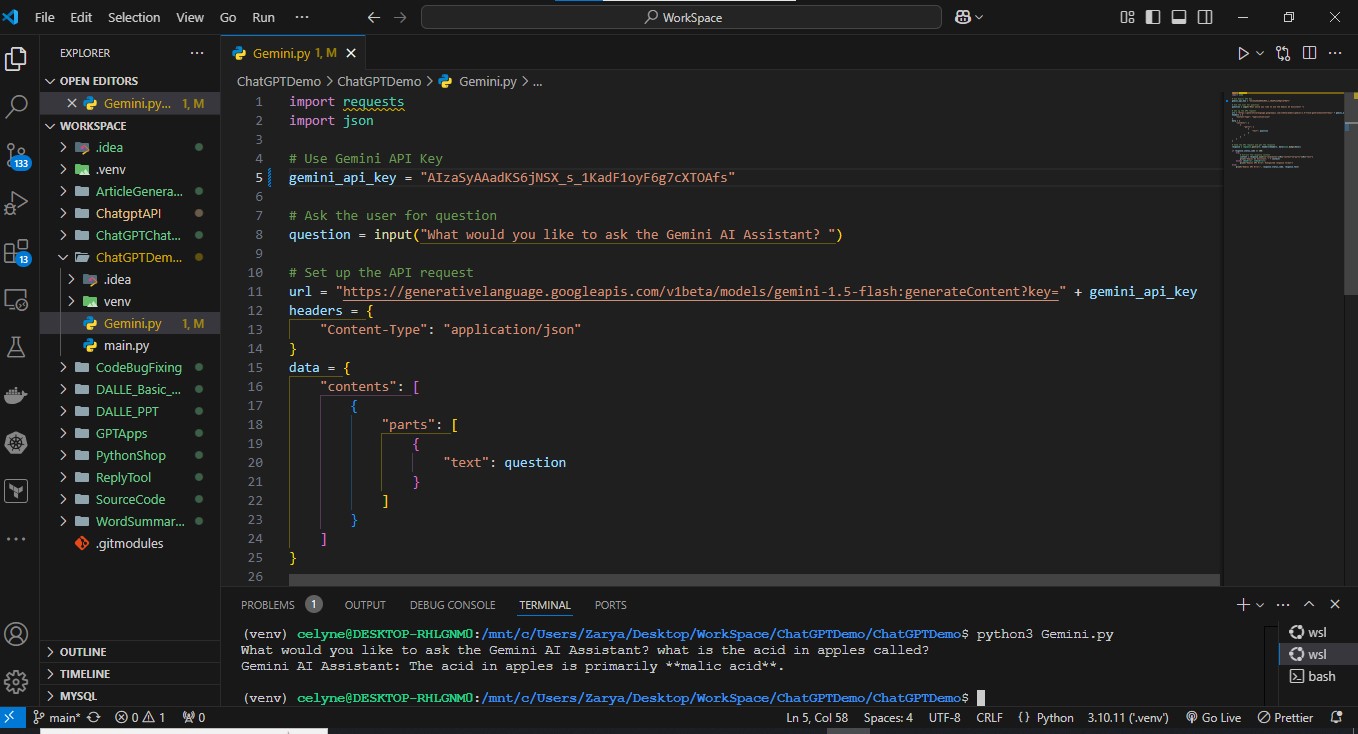 File Edit Selection View Go Run ··· WorkSpace
EXPLORER ···
OPEN EDITORS
Gemini.py... 1, M
WORKSPACE
.idea
.venv
ArticleGenera...
ChatgptAPI
ChatGPTChat...
ChatGPTDem...
.idea
venv
Gemini.py 1, M
main.py
CodeBugFixing
DALLE_Basic_...
DALLE_PPT
GPTApps
PythonShop
ReplyTool
SourceCode
WordSummar...
.gitmodules
OUTLINE
TIMELINE
MYSQL
133
13
Gemini.py 1, M
ChatGPTDemo > ChatGPTDemo > Gemini.py > ...
1 import requests
2 import json
3
4 # Use Gemini API Key
5 gemini_api_key = "AIzaSyAAadKS6jNSX_s_1KadF1oyF6g7cXTOAfs"
6
7 # Ask the user for question
8 question = input("What would you like to ask the Gemini AI Assistant? ")
9
10 # Set up the API request
11 url = "https://generativelanguage.googleapis.com/v1beta/models/gemini-1.5-flash:generateContent?key=" + gemini_api_key
12 headers = {
13 "Content-Type": "application/json"
14 }
15 data = {
16 "contents": [
17 {
18 "parts": [
19 {
20 "text": question
21 }
22 ]
23 }
24 ]
25 }
26
PROBLEMS 1 OUTPUT DEBUG CONSOLE TERMINAL PORTS
(venv) celyne@DESKTOP-RHLGNM0:/mnt/c/Users/Zarya/Desktop/WorkSpace/ChatGPTDemo/ChatGPTDemo$ python3 Gemini.py
What would you like to ask the Gemini AI Assistant? what is the acid in apples called?
Gemini AI Assistant: The acid in apples is primarily **malic acid**.
(venv) celyne@DESKTOP-RHLGNM0:/mnt/c/Users/Zarya/Desktop/WorkSpace/ChatGPTDemo/ChatGPTDemo$
wsl
wsl
bash
main* 0 1 0 Ln 5, Col 58 Spaces: 4 UTF-8 CRLF {} Python 3.10.11 ('.venv') Go Live Prettier